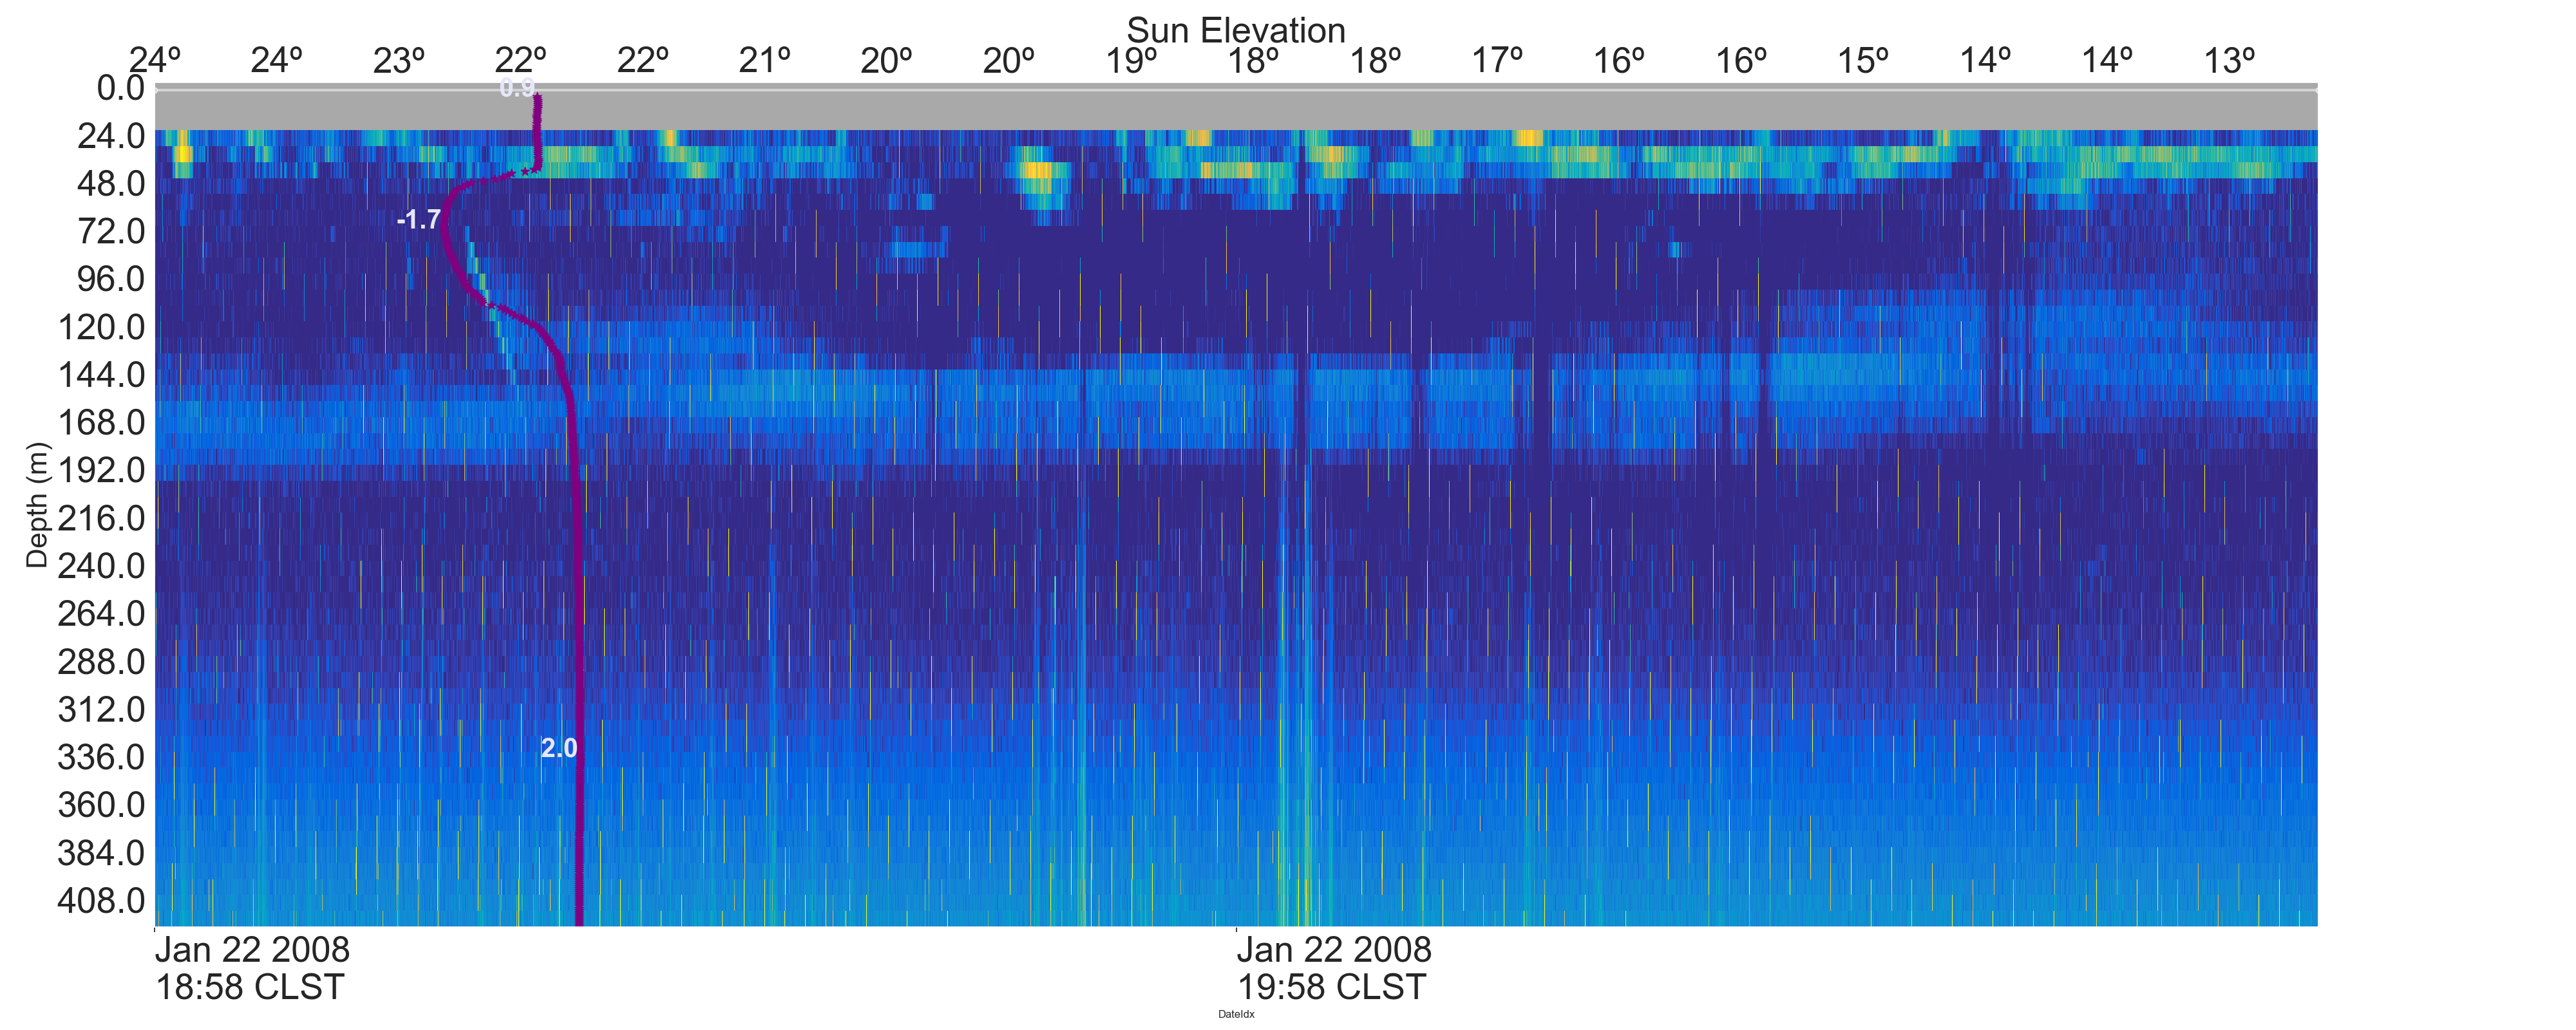 Sun Elevation
24º 24º 23º 22º 22º 21º 20º 20º 19º 18º 18º 17º 16º 16º 15º 14º 14º 13º
0.0
24.0
48.0
72.0
96.0
120.0
144.0
168.0
192.0
216.0
240.0
264.0
288.0
312.0
336.0
360.0
384.0
408.0
Depth (m)
0.9
-1.7
2.0
Jan 22 2008
18:58 CLST
Jan 22 2008
19:58 CLST
DateIdx